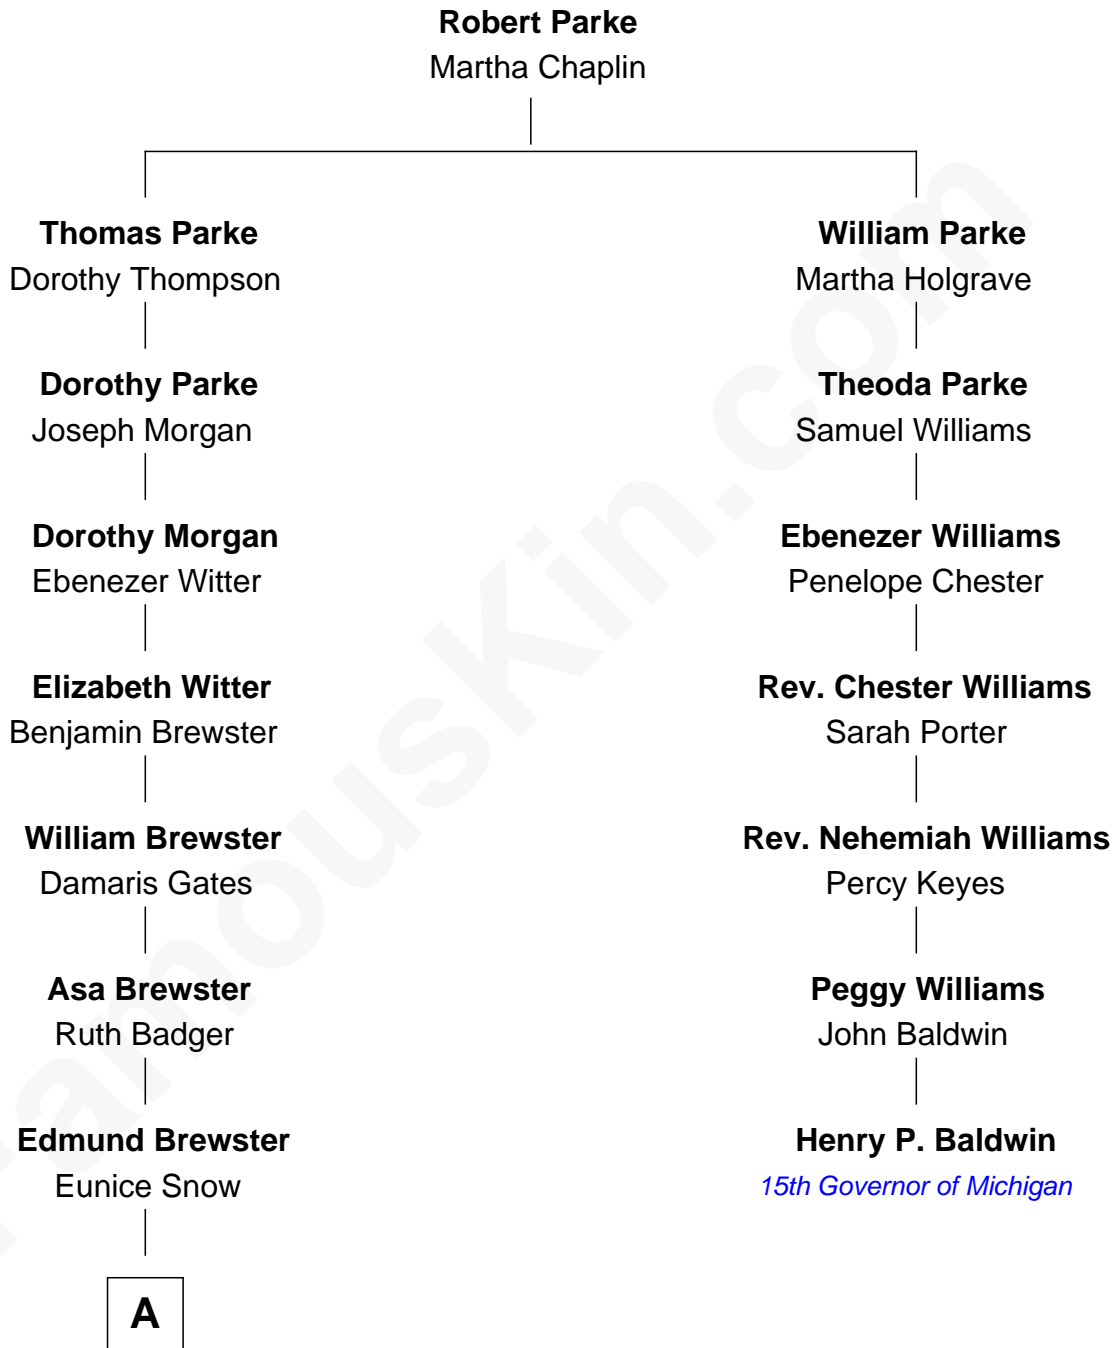 Robert Parke
Martha Chaplin
Thomas Parke
Dorothy Thompson
William Parke
Martha Holgrave
Dorothy Parke
Joseph Morgan
Theoda Parke
Samuel Williams
Dorothy Morgan
Ebenezer Witter
Ebenezer Williams
Penelope Chester
Elizabeth Witter
Benjamin Brewster
Rev. Chester Williams
Sarah Porter
William Brewster
Damaris Gates
Rev. Nehemiah Williams
Percy Keyes
Asa Brewster
Ruth Badger
Peggy Williams
John Baldwin
Edmund Brewster
Eunice Snow
Henry P. Baldwin
15th Governor of Michigan
A
FamousKin.com